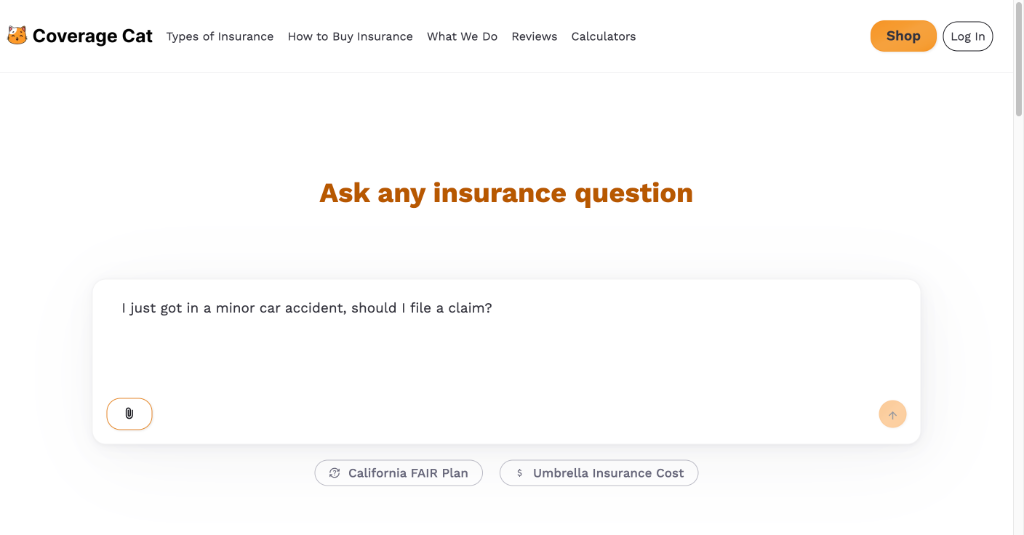 Coverage Cat Types of Insurance How to Buy Insurance What We Do Reviews Calculators Shop Log In
Ask any insurance question
I just got in a minor car accident, should I file a claim?
California FAIR Plan $ Umbrella Insurance Cost